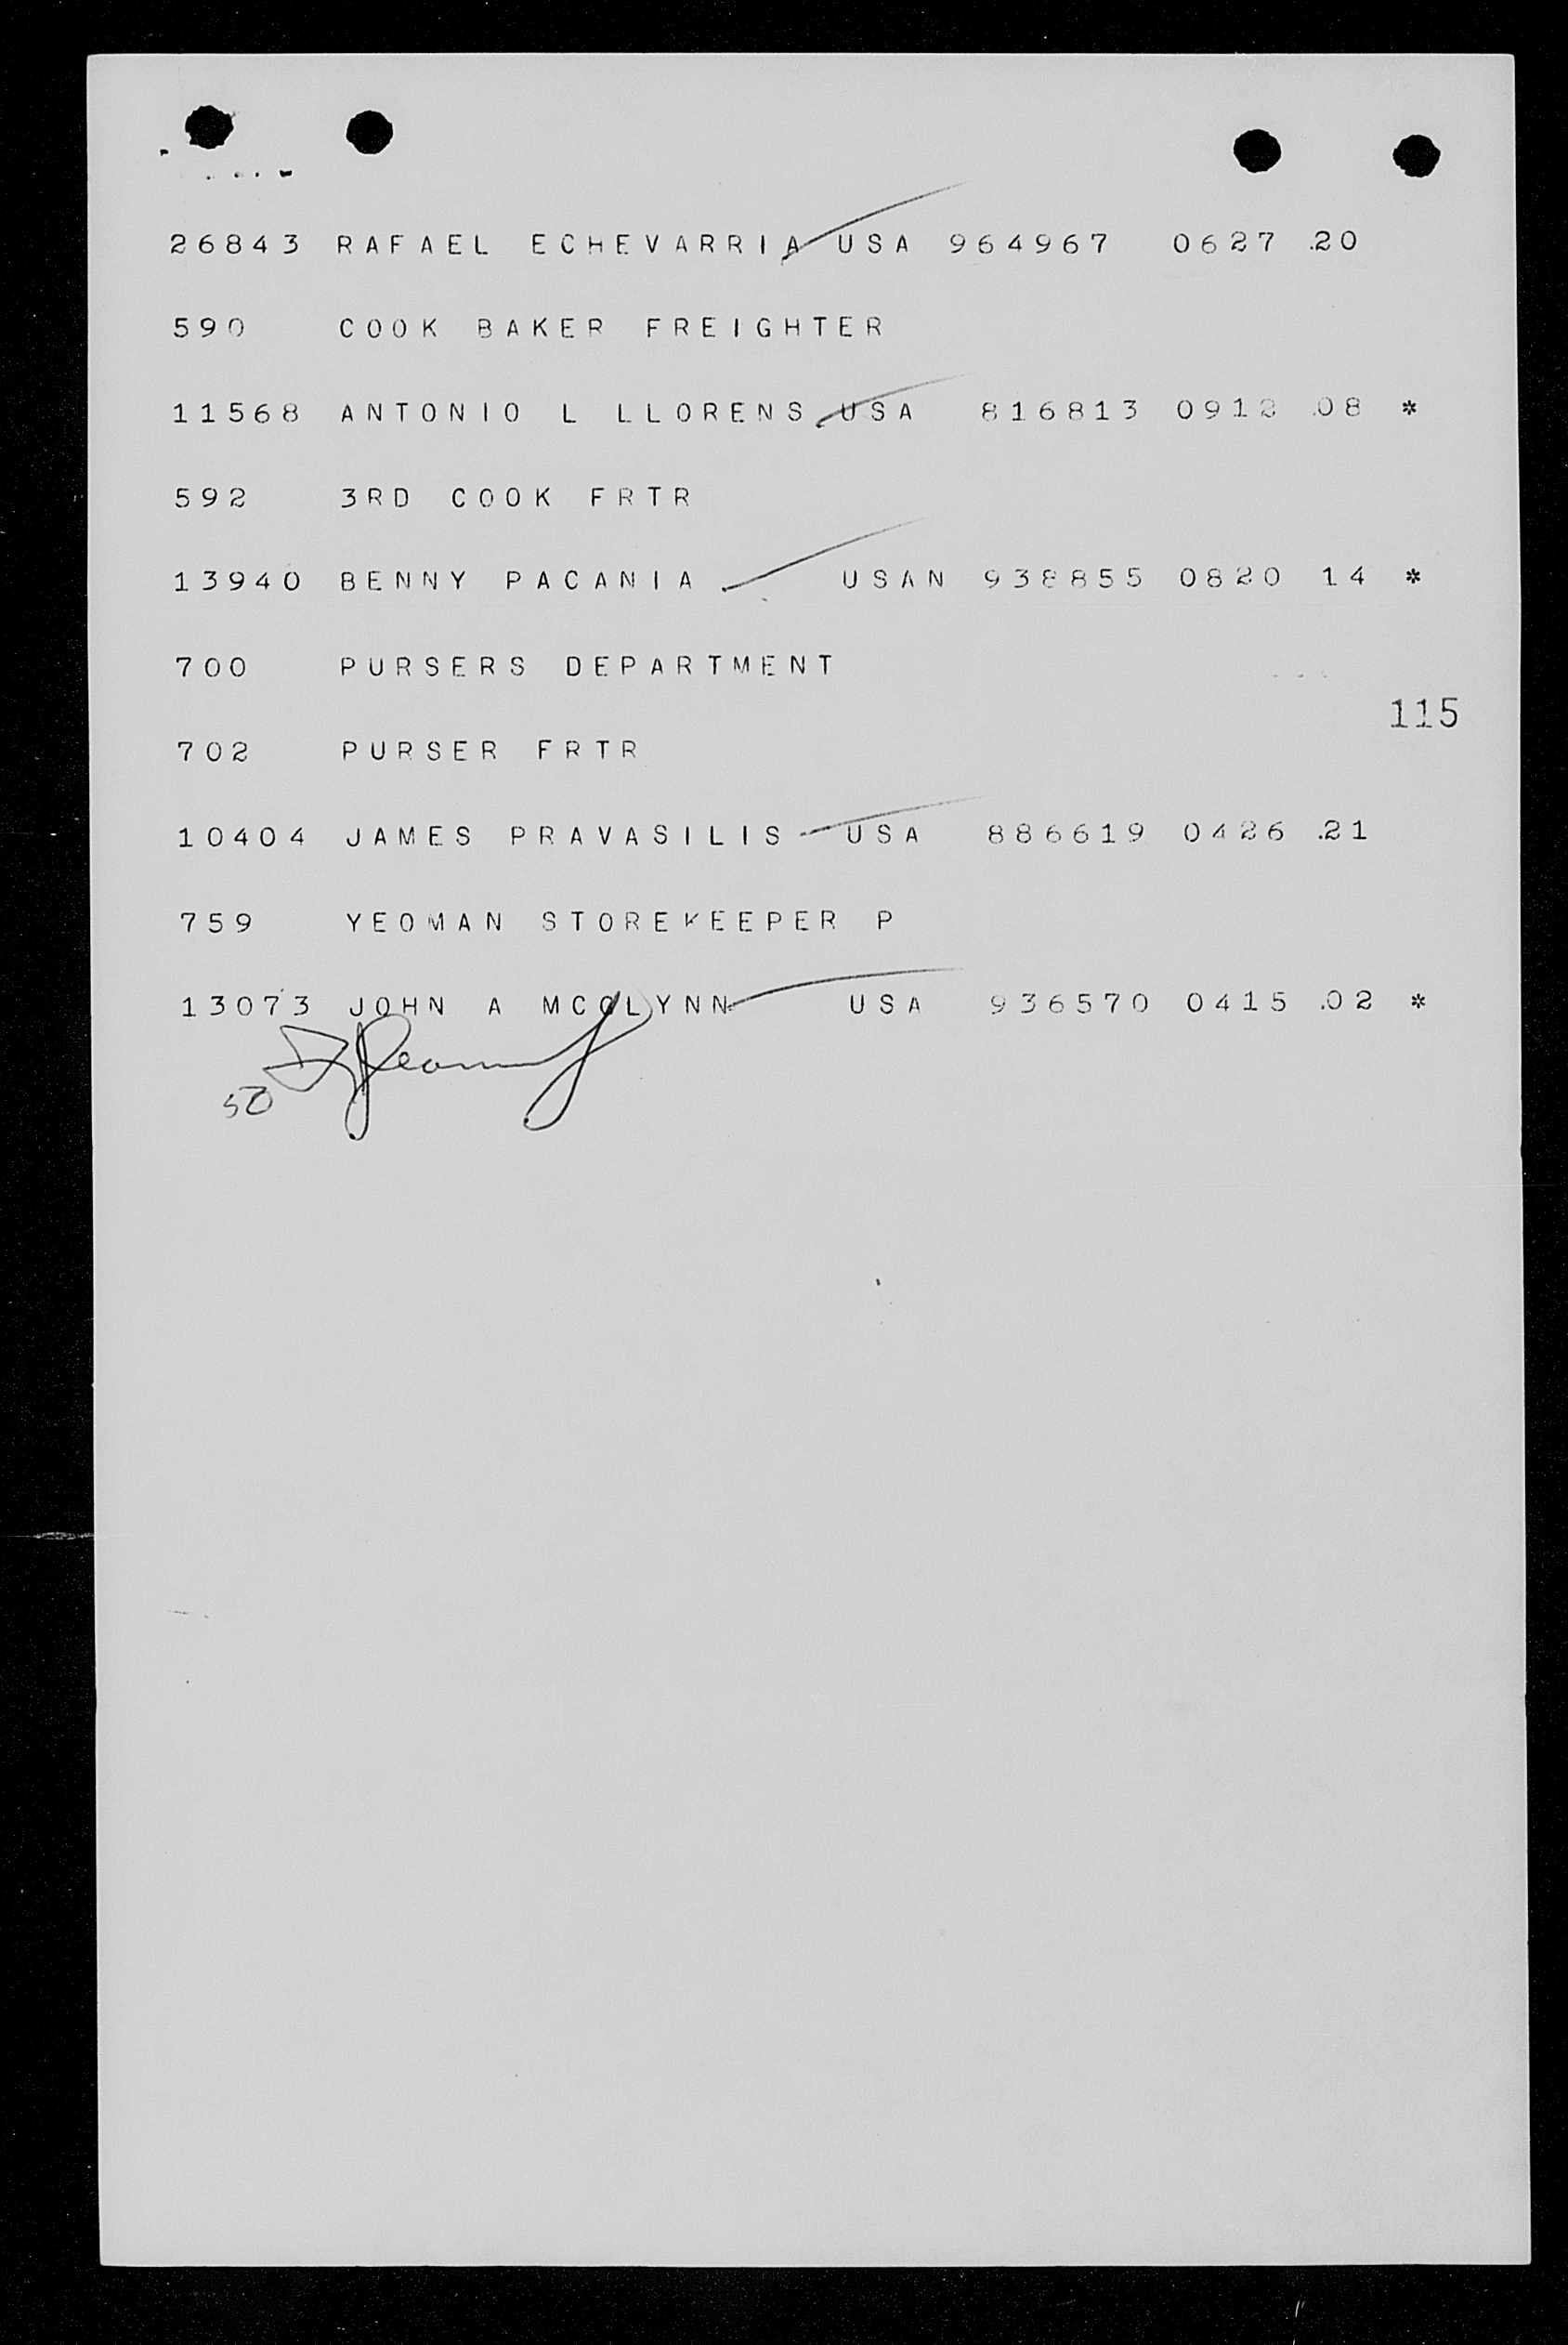 26843 RAFAEL ECHEVARRIA USA 964967 0627 .20
590 COOK BAKER FREIGHTER
11568 ANTONIO L LLORENS USA 816813 0912 .08 *
592 3RD COOK FRTR
13940 BENNY PACANIA USAN 938855 0820 14 *
700 PURSERS DEPARTMENT
115
702 PURSER FRTR
10404 JAMES PRAVASILIS USA 886619 0426 .21
759 YEOMAN STOREKEEPER P
13073 JOHN A MCGLYNN USA 936570 0415 .02 *
50